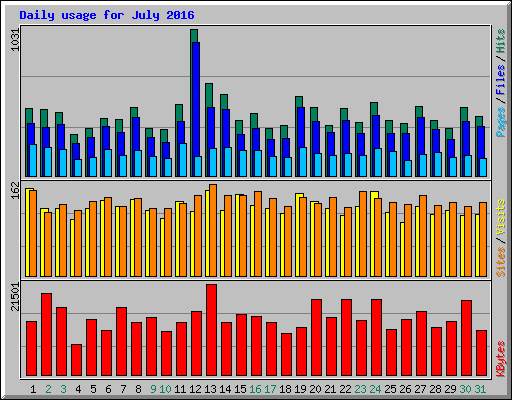 Daily usage for July 2016
1031
Pages / Files / Hits
162
Sites / Visits
21501
KBytes
1 2 3 4 5 6 7 8 9 10 11 12 13 14 15 16 17 18 19 20 21 22 23 24 25 26 27 28 29 30 31